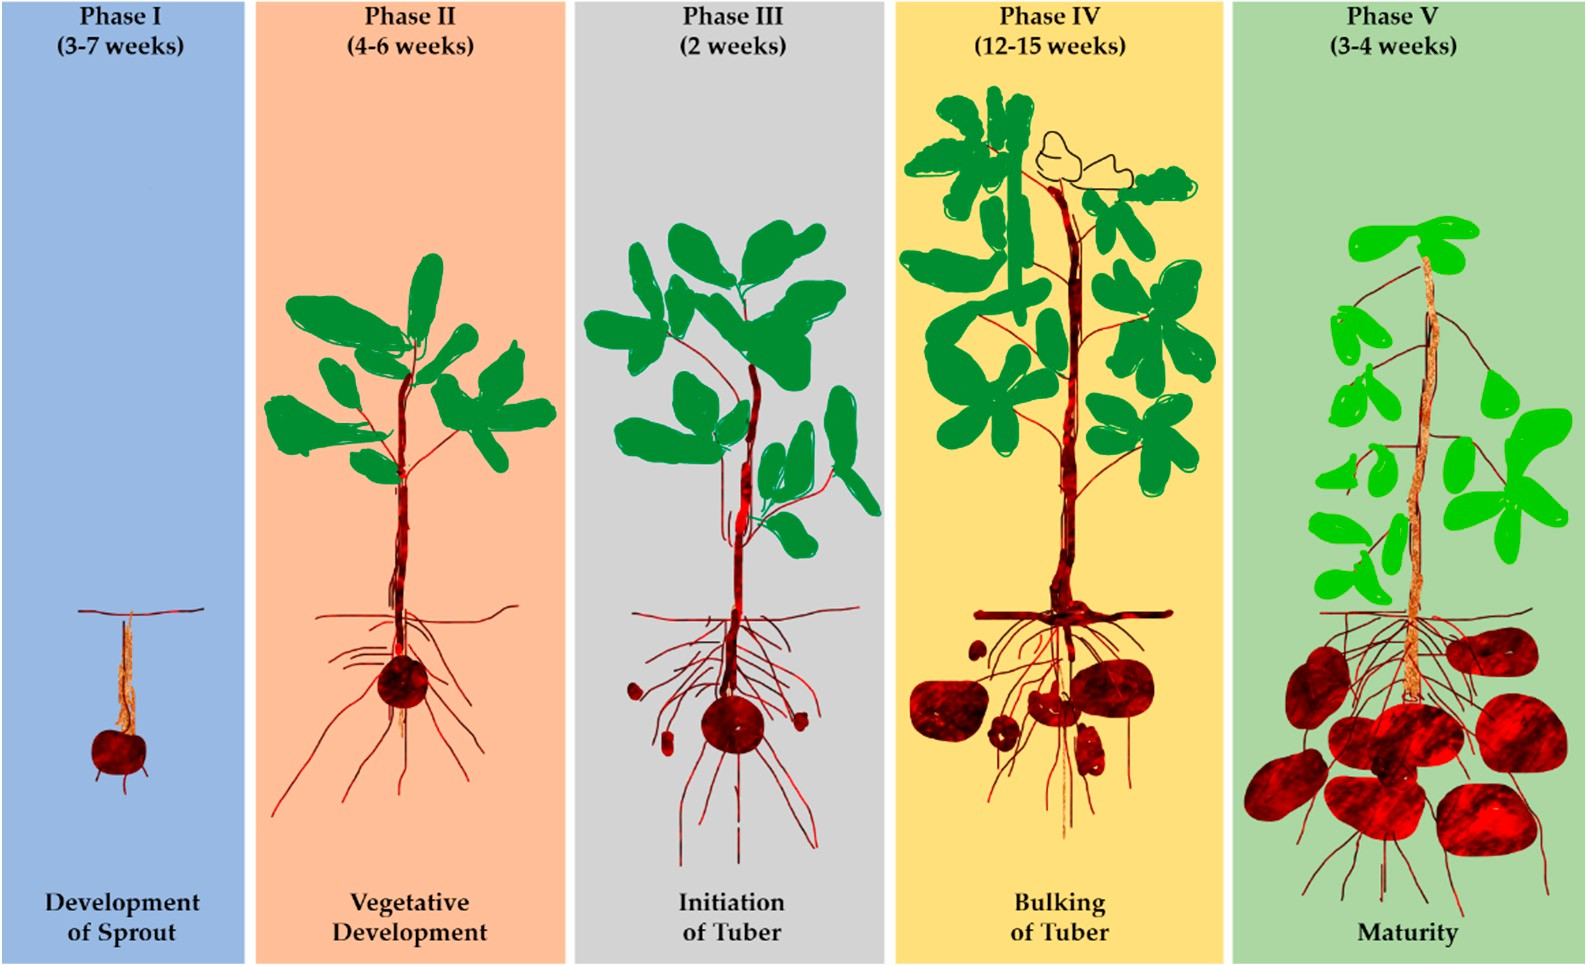 Phase I
(3-7 weeks)
Phase II
(4-6 weeks)
Phase III
(2 weeks)
Phase IV
(12-15 weeks)
Phase V
(3-4 weeks)
Development
of Sprout
Vegetative
Development
Initiation
of Tuber
Bulking
of Tuber
Maturity